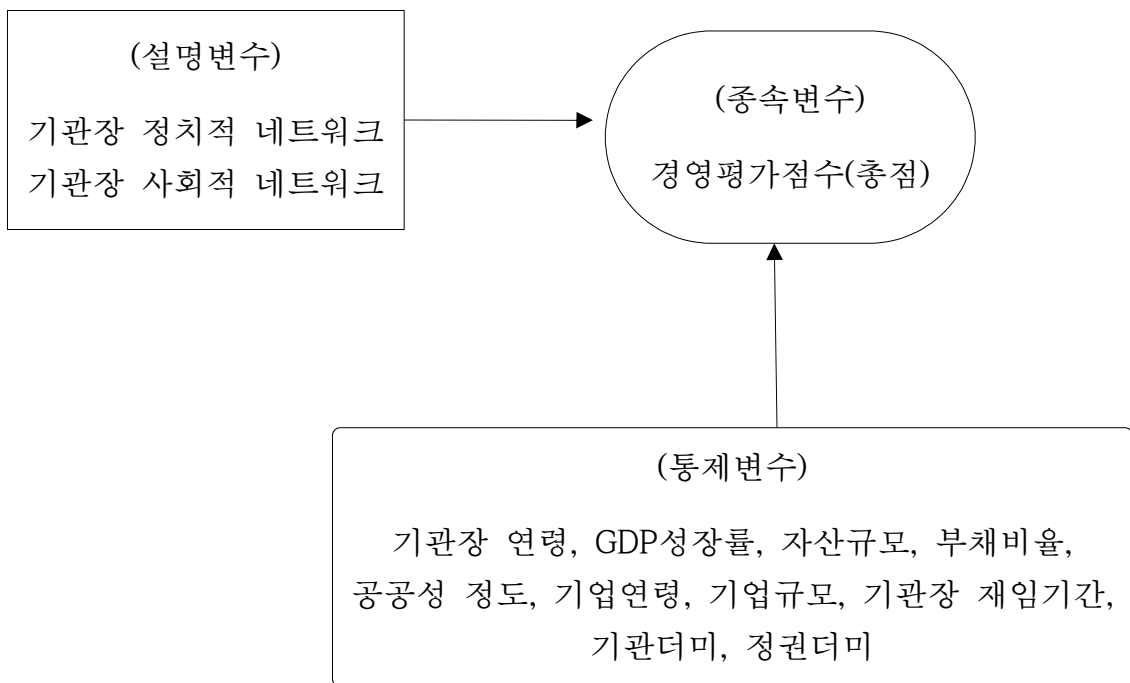 (설명변수)
기관장 정치적 네트워크
기관장 사회적 네트워크
(종속변수)
경영평가점수(총점)
(통제변수)
기관장 연령, GDP성장률, 자산규모, 부채비율,
공공성 정도, 기업연령, 기업규모, 기관장 재임기간,
기관더미, 정권더미